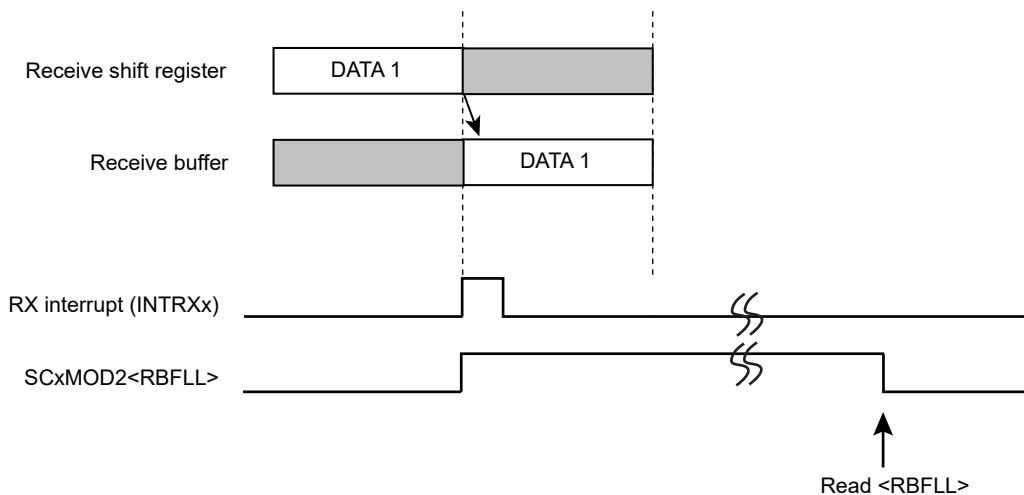 Receive shift register
DATA 1
Receive buffer
DATA 1
RX interrupt (INTRXx)
SCxMOD2<RBFLL>
Read <RBFLL>